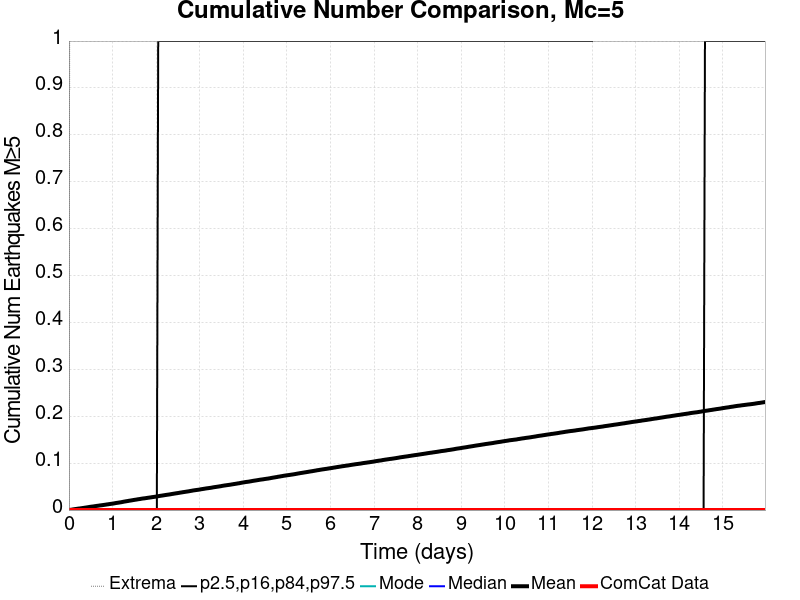 Cumulative Number Comparison, Mc=5
Cumulative Num Earthquakes M≥5
1
0.9
0.8
0.7
0.6
0.5
0.4
0.3
0.2
0.1
0
0 1 2 3 4 5 6 7 8 9 10 11 12 13 14 15
Time (days)
Extrema p2.5,p16,p84,p97.5 Mode Median Mean ComCat Data